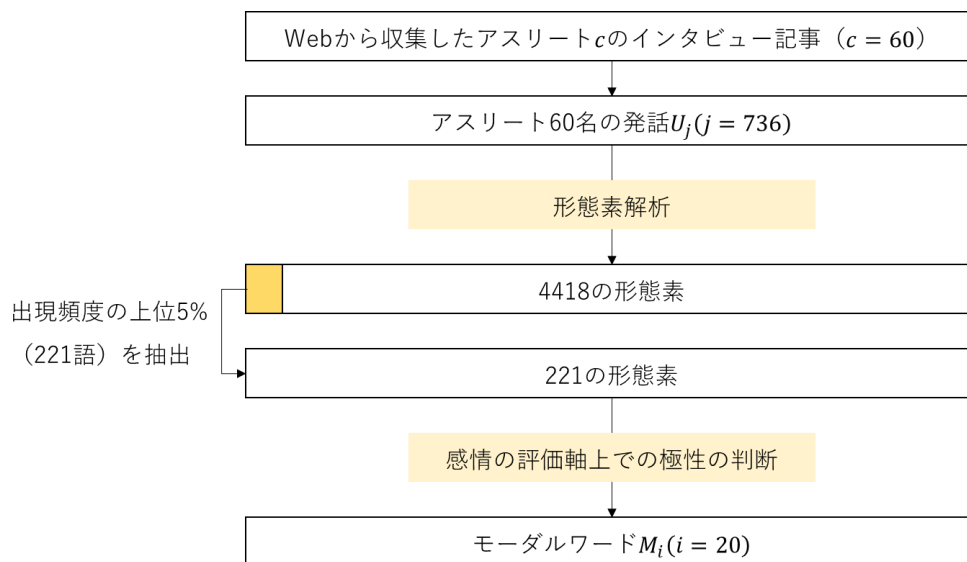 Webから収集したアスリートcのインタビュー記事（c = 60）
アスリート60名の発話U_j(j = 736)
形態素解析
4418の形態素
出現頻度の上位5%
（221語）を抽出
221の形態素
感情の評価軸上での極性の判断
モーダルワードM_i(i = 20)